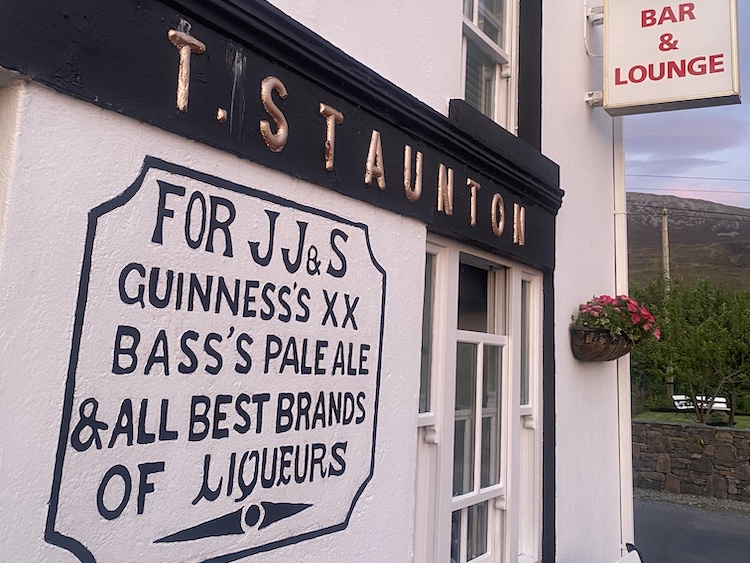 T. STAUNTON
BAR
&
LOUNGE
FOR JJ&S
GUINNESS'S XX
BASS'S PALE ALE
& ALL BEST BRANDS
OF LIQUEURS